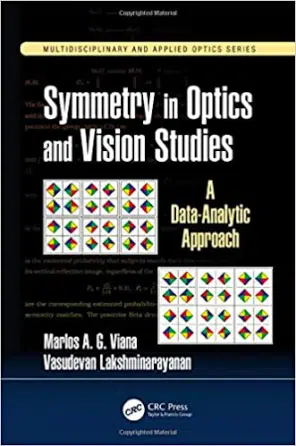 MULTIDISCIPLINARY AND APPLIED OPTICS SERIES
Symmetry in Optics
and Vision Studies
A
Data-Analytic
Approach
Marlos A. G. Viana
Vasudevan Lakshminarayanan
CRC Press
Taylor & Francis Group